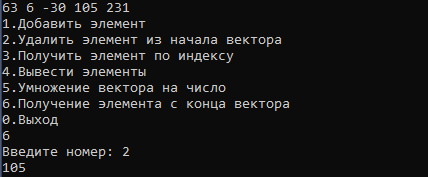 63 6 -30 105 231
1.Добавить элемент
2.Удалить элемент из начала вектора
3.Получить элемент по индексу
4.Вывести элементы
5.Умножение вектора на число
6.Получение элемента с конца вектора
0.Выход
6
Введите номер: 2
105